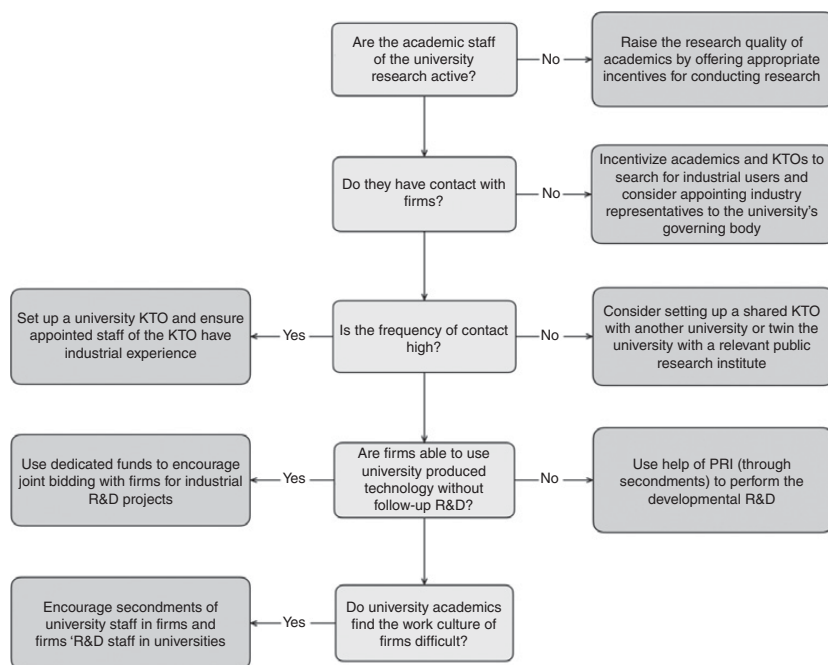 Are the academic staff
of the university
research active?
No
Raise the research quality of
academics by offering appropriate
incentives for conducting research
Do they have contact with
firms?
No
Incentivize academics and KTOs to
search for industrial users and
consider appointing industry
representatives to the university's
governing body
Set up a university KTO and ensure
appointed staff of the KTO have
industrial experience
Yes
Is the frequency of contact
high?
No
Consider setting up a shared KTO
with another university or twin the
university with a relevant public
research institute
Use dedicated funds to encourage
joint bidding with firms for industrial
R&D projects
Yes
Are firms able to use
university produced
technology without
follow-up R&D?
No
Use help of PRI (through
secondments) to perform the
developmental R&D
Encourage secondments of
university staff in firms and
firms 'R&D staff in universities
Yes
Do university academics
find the work culture of
firms difficult?